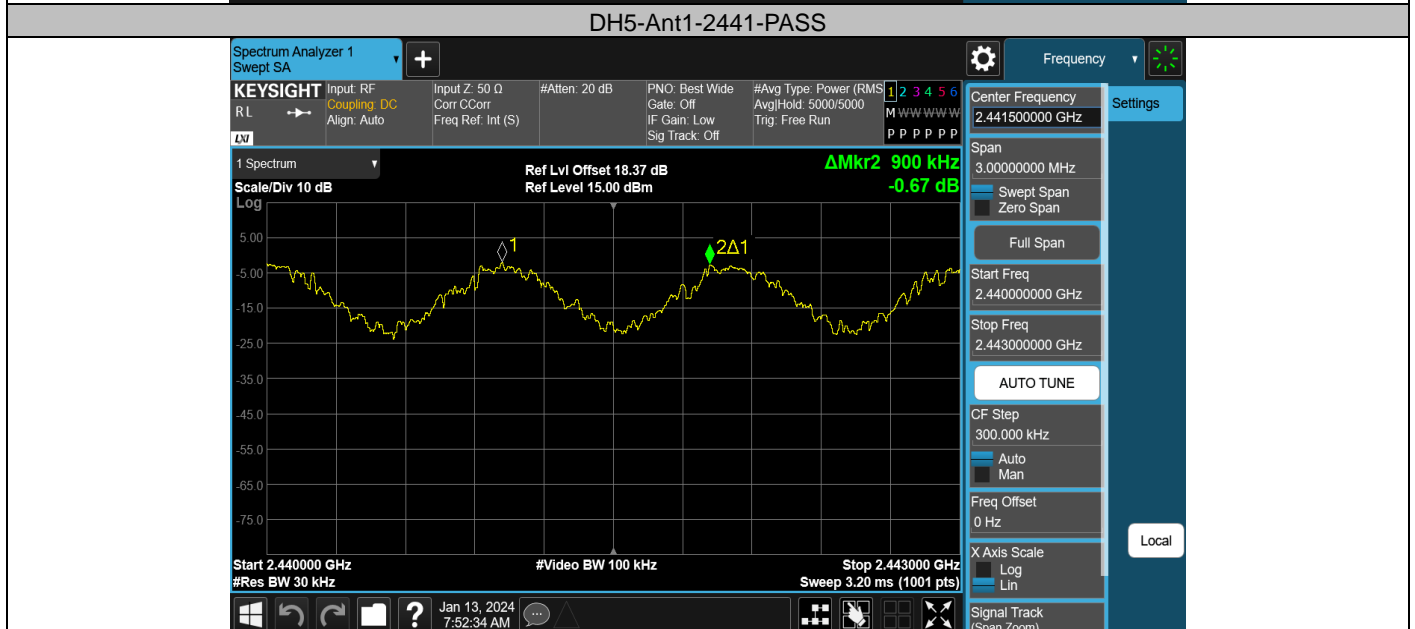 DH5-Ant1-2441-PASS
Spectrum Analyzer 1
Swept SA
Frequency
KEYSIGHT
R L
LXI
Input: RF
Coupling: DC
Align: Auto
Input Z: 50 Ω
Corr CCorr
Freq Ref: Int (S)
#Atten: 20 dB
PNO: Best Wide
Gate: Off
IF Gain: Low
Sig Track: Off
#Avg Type: Power (RMS
Avg|Hold: 5000/5000
Trig: Free Run
1 2 3 4 5 6
M W W W W W
P P P P P P
1 Spectrum
Scale/Div 10 dB
Log
Ref Lvl Offset 18.37 dB
Ref Level 15.00 dBm
ΔMkr2 900 kHz
-0.67 dB
1
2Δ1
5.00
-5.00
-15.0
-25.0
-35.0
-45.0
-55.0
-65.0
-75.0
Start 2.440000 GHz
#Res BW 30 kHz
#Video BW 100 kHz
Stop 2.443000 GHz
Sweep 3.20 ms (1001 pts)
Center Frequency
2.441500000 GHz
Settings
Span
3.00000000 MHz
Swept Span
Zero Span
Full Span
Start Freq
2.440000000 GHz
Stop Freq
2.443000000 GHz
AUTO TUNE
CF Step
300.000 kHz
Auto
Man
Freq Offset
0 Hz
X Axis Scale
Log
Lin
Signal Track
(Span Zoom)
Local
?
Jan 13, 2024
7:52:34 AM